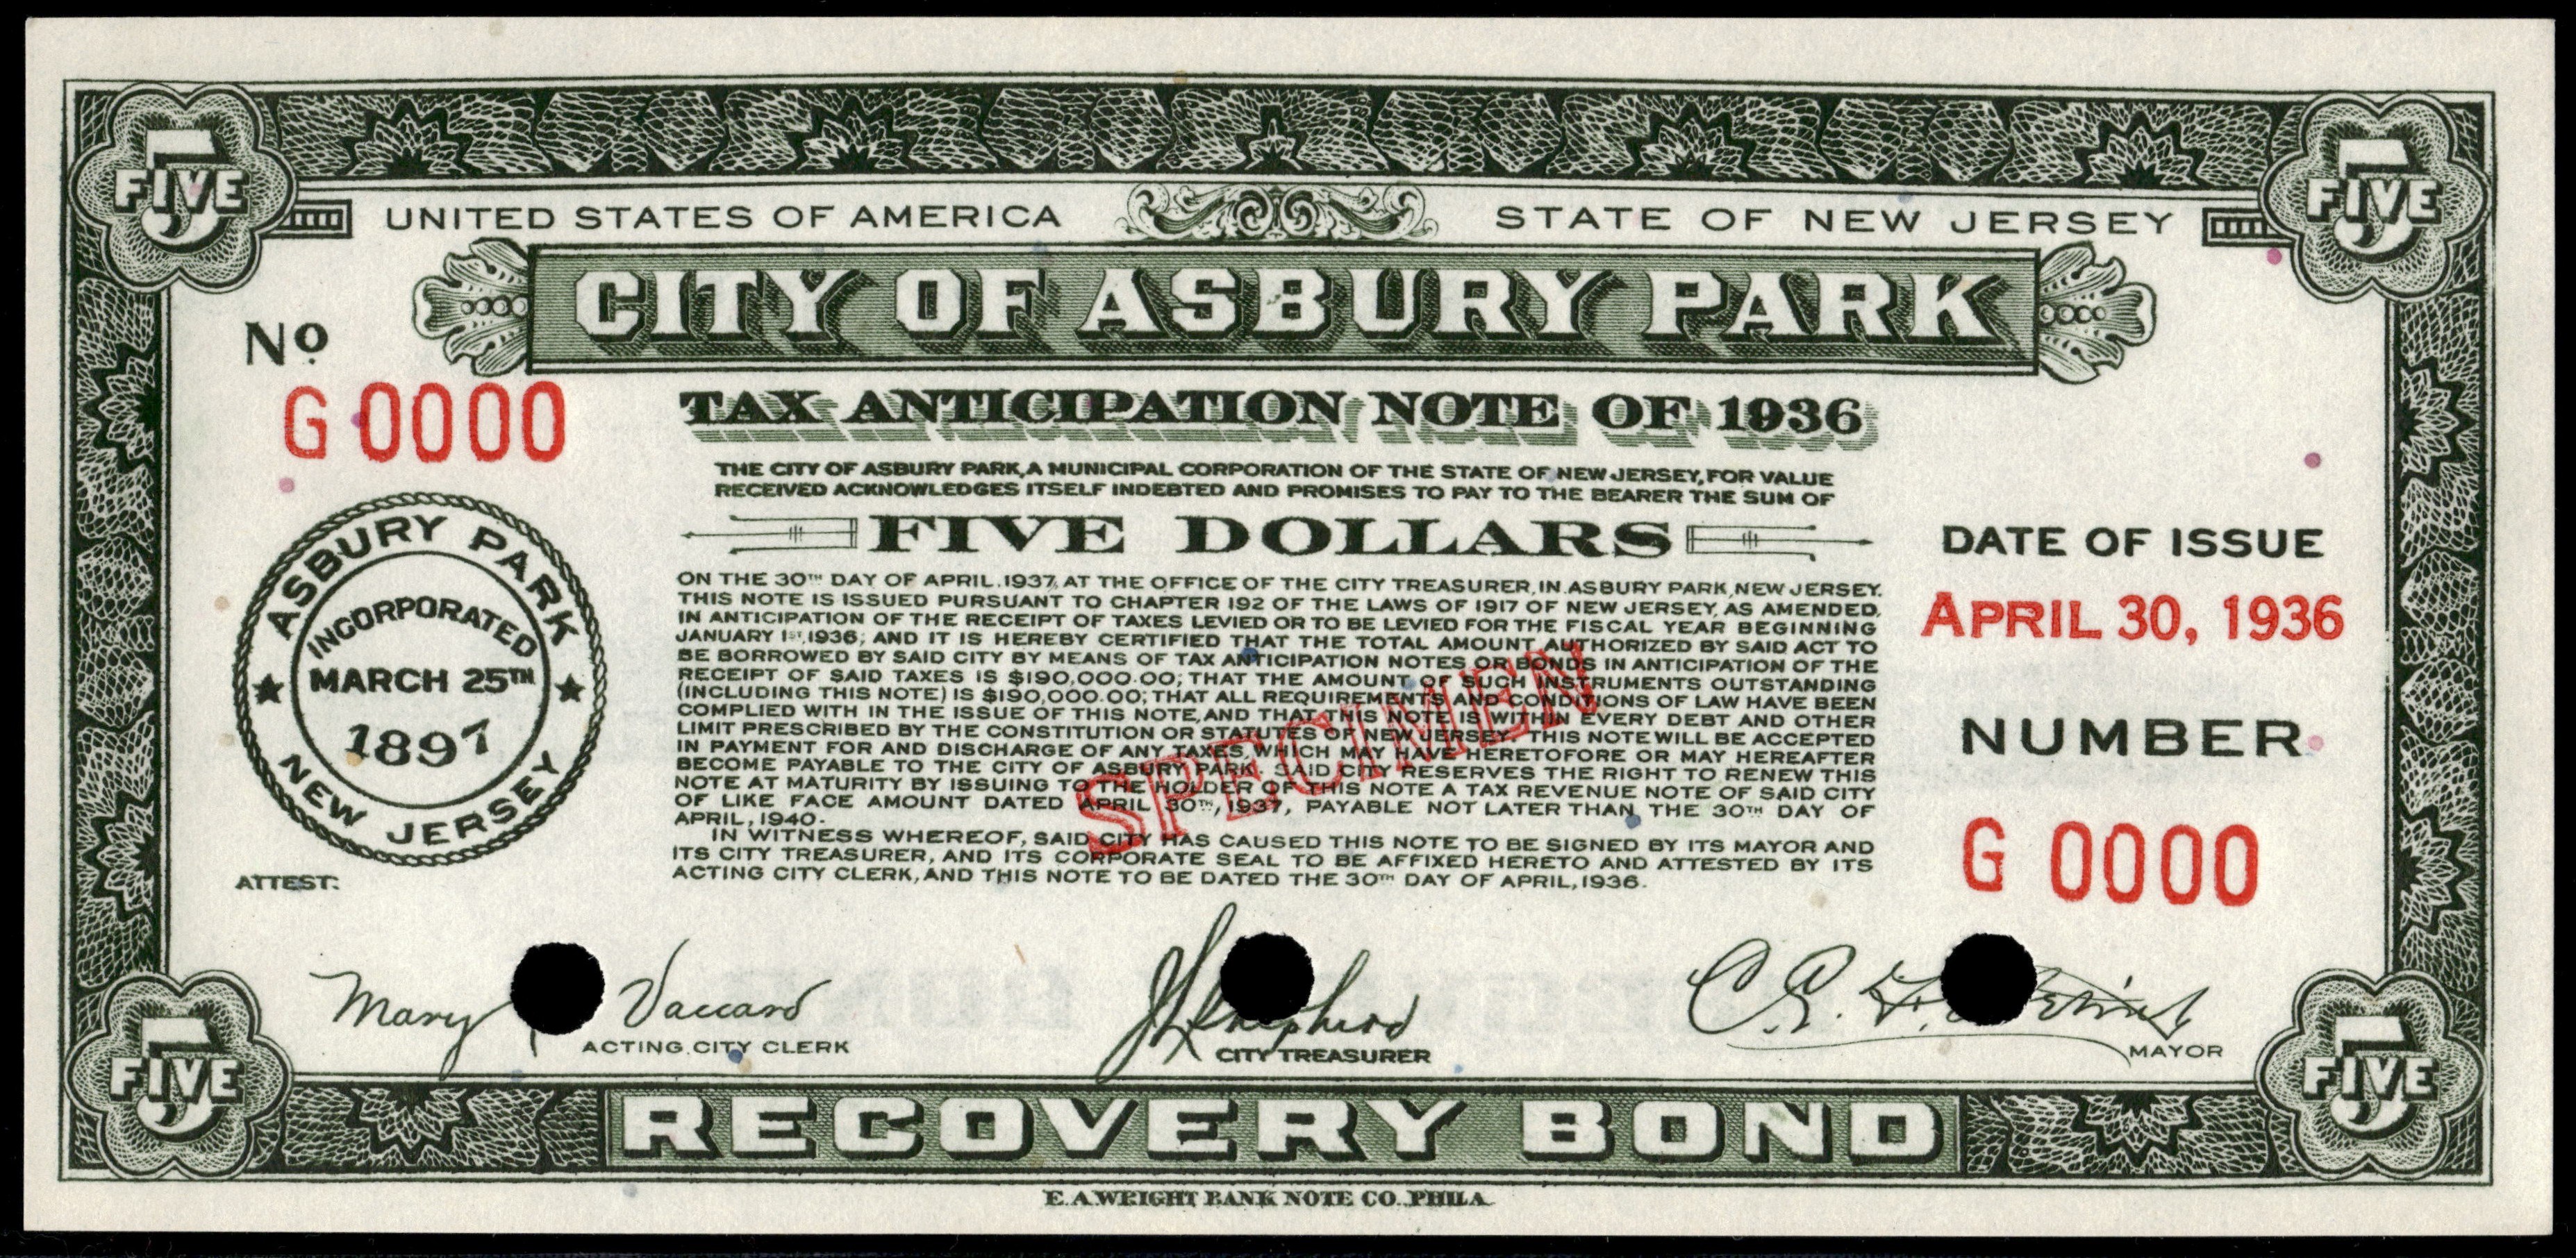 5 FIVE
5 FIVE
UNITED STATES OF AMERICA
STATE OF NEW JERSEY
CITY OF ASBURY PARK
No
G 0000
TAX ANTICIPATION NOTE OF 1936
THE CITY OF ASBURY PARK, A MUNICIPAL CORPORATION OF THE STATE OF NEW JERSEY, FOR VALUE
RECEIVED ACKNOWLEDGES ITSELF INDEBTED AND PROMISES TO PAY TO THE BEARER THE SUM OF
FIVE DOLLARS
ON THE 30TH DAY OF APRIL, 1937, AT THE OFFICE OF THE CITY TREASURER, IN ASBURY PARK, NEW JERSEY.
THIS NOTE IS ISSUED PURSUANT TO CHAPTER 192 OF THE LAWS OF 1917 OF NEW JERSEY, AS AMENDED,
IN ANTICIPATION OF THE RECEIPT OF TAXES LEVIED OR TO BE LEVIED FOR THE FISCAL YEAR BEGINNING
JANUARY 1ST, 1936; AND IT IS HEREBY CERTIFIED THAT THE TOTAL AMOUNT AUTHORIZED BY SAID ACT TO
BE BORROWED BY SAID CITY BY MEANS OF TAX ANTICIPATION NOTES OR BONDS IN ANTICIPATION OF THE
RECEIPT OF SAID TAXES IS $190,000.00; THAT THE AMOUNT OF SUCH INSTRUMENTS OUTSTANDING
(INCLUDING THIS NOTE) IS $190,000.00; THAT ALL REQUIREMENTS AND CONDITIONS OF LAW HAVE BEEN
COMPLIED WITH IN THE ISSUE OF THIS NOTE, AND THAT THIS NOTE IS WITHIN EVERY DEBT AND OTHER
LIMIT PRESCRIBED BY THE CONSTITUTION OR STATUTES OF NEW JERSEY. THIS NOTE WILL BE ACCEPTED
IN PAYMENT FOR AND DISCHARGE OF ANY TAXES WHICH MAY HAVE HERETOFORE OR MAY HEREAFTER
BECOME PAYABLE TO THE CITY OF ASBURY PARK. SAID CITY RESERVES THE RIGHT TO RENEW THIS
NOTE AT MATURITY BY ISSUING TO THE HOLDER OF THIS NOTE A TAX REVENUE NOTE OF SAID CITY
OF LIKE FACE AMOUNT DATED APRIL 30TH, 1937, PAYABLE NOT LATER THAN THE 30TH DAY OF
APRIL, 1940.
IN WITNESS WHEREOF, SAID CITY HAS CAUSED THIS NOTE TO BE SIGNED BY ITS MAYOR AND
ITS CITY TREASURER, AND ITS CORPORATE SEAL TO BE AFFIXED HERETO AND ATTESTED BY ITS
ACTING CITY CLERK, AND THIS NOTE TO BE DATED THE 30TH DAY OF APRIL, 1936.
SPECIMEN
ASBURY PARK
INCORPORATED
MARCH 25TH
1897
NEW JERSEY
DATE OF ISSUE
APRIL 30, 1936
NUMBER
G 0000
ATTEST:
Mary Vaccaro
ACTING CITY CLERK
CITY TREASURER
C. E.
MAYOR
5 FIVE
5 FIVE
RECOVERY BOND
E. A. WRIGHT BANK NOTE CO. PHILA.